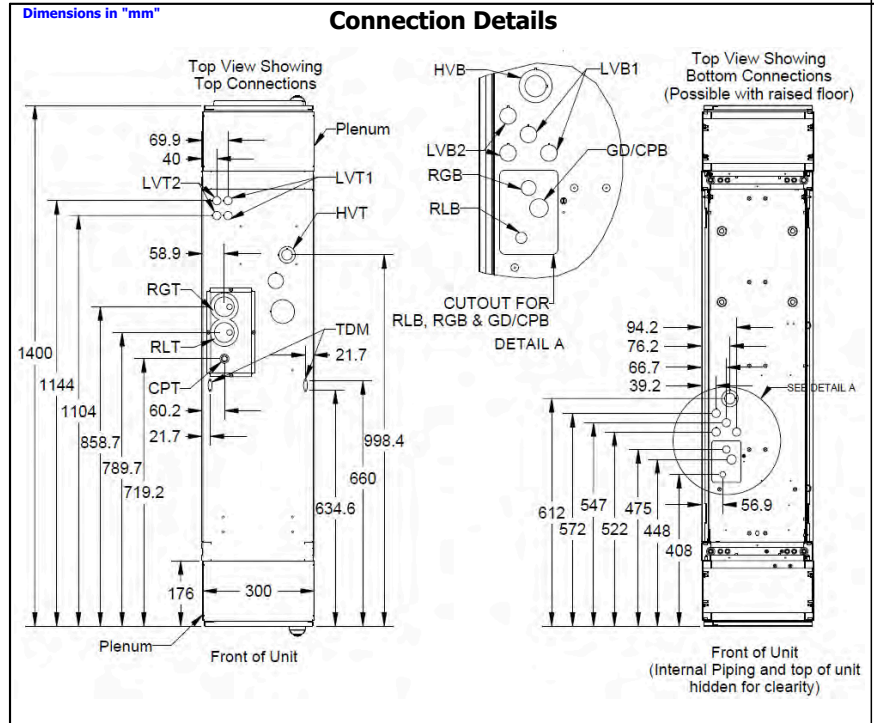 Dimensions in "mm"
Connection Details
Top View Showing
Top Connections
Plenum
69.9
40
LVT2
LVT1
HVT
58.9
RGT
RLT
TDM
21.7
CPT
60.2
21.7
1400
1144
1104
858.7
789.7
719.2
998.4
660
634.6
176
300
Plenum
Front of Unit
HVB
LVB1
LVB2
GD/CPB
RGB
RLB
CUTOUT FOR
RLB, RGB & GD/CPB
DETAIL A
Top View Showing
Bottom Connections
(Possible with raised floor)
94.2
76.2
66.7
39.2
SEE DETAIL A
612
572
547
522
475
448
408
56.9
Front of Unit
(Internal Piping and top of unit
hidden for clearity)